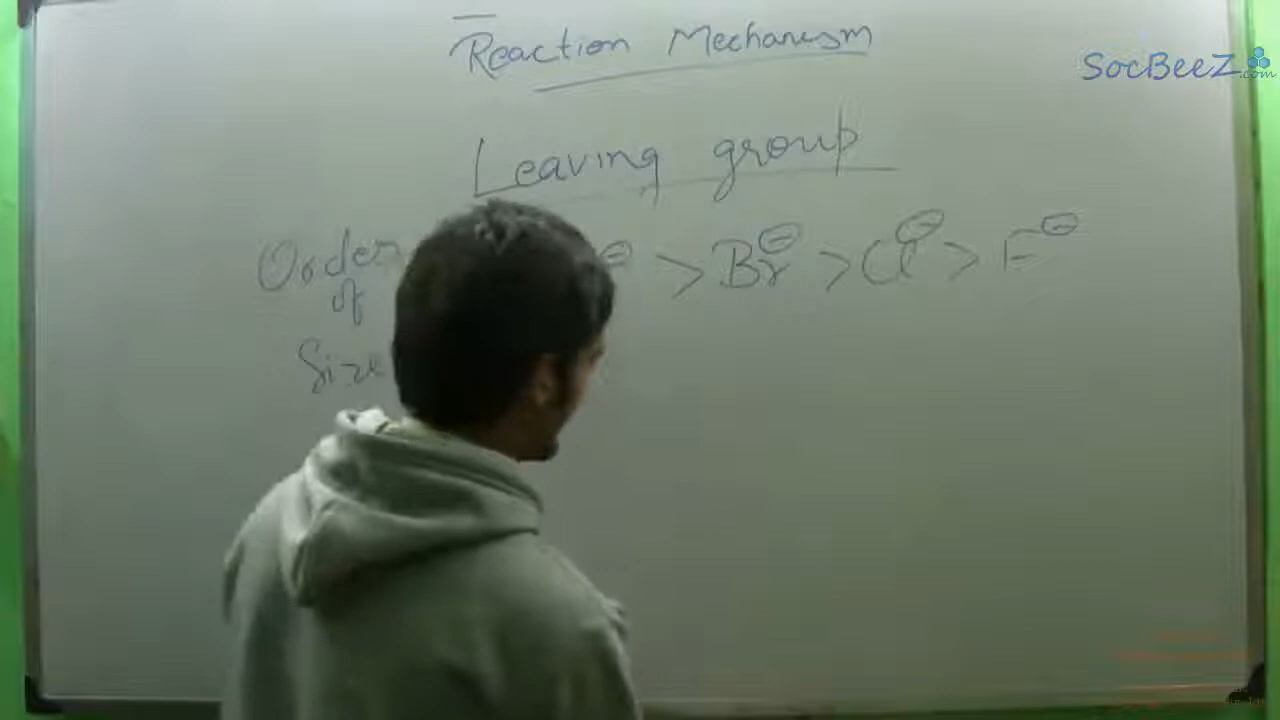 Reaction Mechanism
SocBeeZ.com
Leaving group
Order ⊖ > Br⊖ > Cl⊖ > F⊖
of
Size